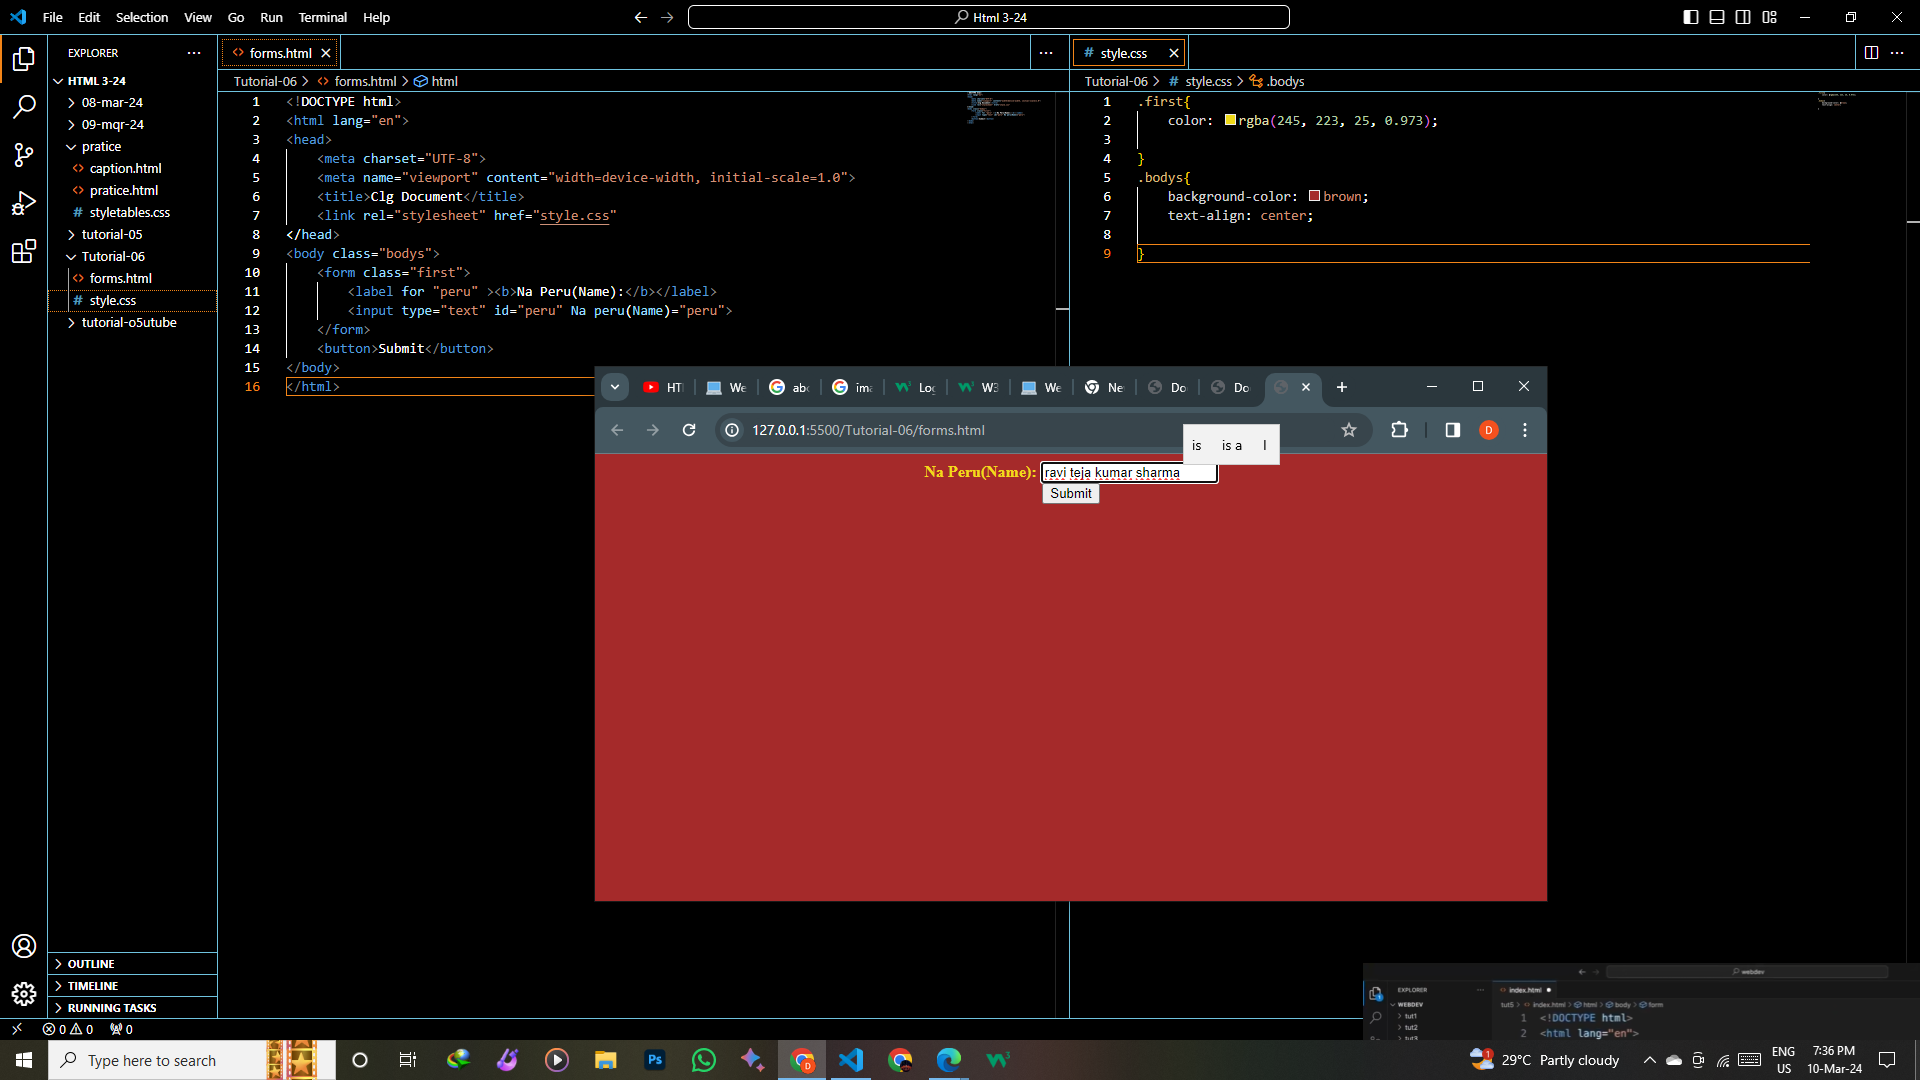 File Edit Selection View Go Run Terminal Help
Html 3-24
EXPLORER
HTML 3-24
08-mar-24
09-mqr-24
pratice
caption.html
pratice.html
styletables.css
tutorial-05
Tutorial-06
forms.html
style.css
tutorial-o5utube
OUTLINE
TIMELINE
RUNNING TASKS
forms.html
Tutorial-06 > forms.html > html
1 <!DOCTYPE html>
2 <html lang="en">
3 <head>
4 <meta charset="UTF-8">
5 <meta name="viewport" content="width=device-width, initial-scale=1.0">
6 <title>Clg Document</title>
7 <link rel="stylesheet" href="style.css"
8 </head>
9 <body class="bodys">
10 <form class="first">
11 <label for "peru" ><b>Na Peru(Name):</b></label>
12 <input type="text" id="peru" Na peru(Name)="peru">
13 </form>
14 <button>Submit</button>
15 </body>
16 </html>
style.css
Tutorial-06 > style.css > .bodys
1 .first{
2 color: rgba(245, 223, 25, 0.973);
3
4 }
5 .bodys{
6 background-color: brown;
7 text-align: center;
8
9 }
HT We ab ima Lo W3 We Ne Do Do
127.0.0.1:5500/Tutorial-06/forms.html
D
is is a I
Na Peru(Name): ravi teja kumar sharma
Submit
webdev
EXPLORER
index.html
WEBDEV
tut5 > index.html > html > body > form
tut1
tut2
tut3
1 <!DOCTYPE html>
2 <html lang="en">
0 0 0
Type here to search
Ps
D
1
29°C Partly cloudy
ENG
US
7:36 PM
10-Mar-24